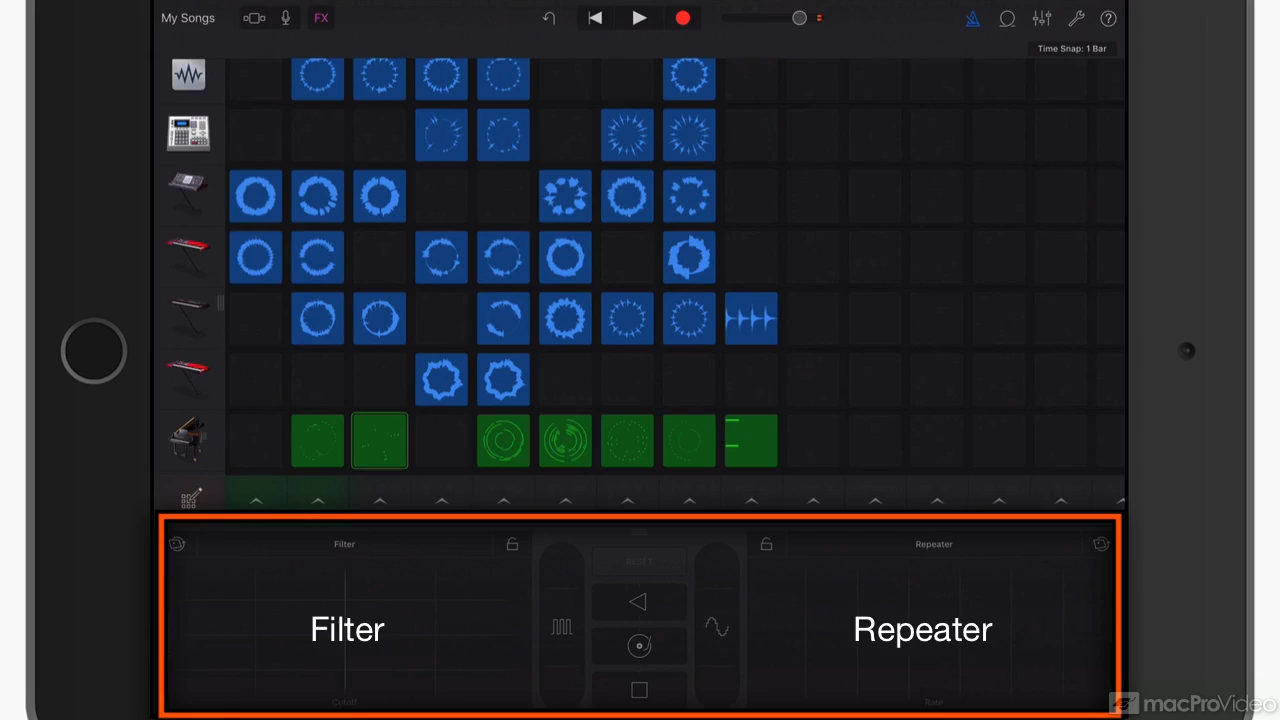 My Songs
FX
Time Snap: 1 Bar
Filter
RESET
Repeater
Filter
Repeater
Cutoff
Rate
macProVideo